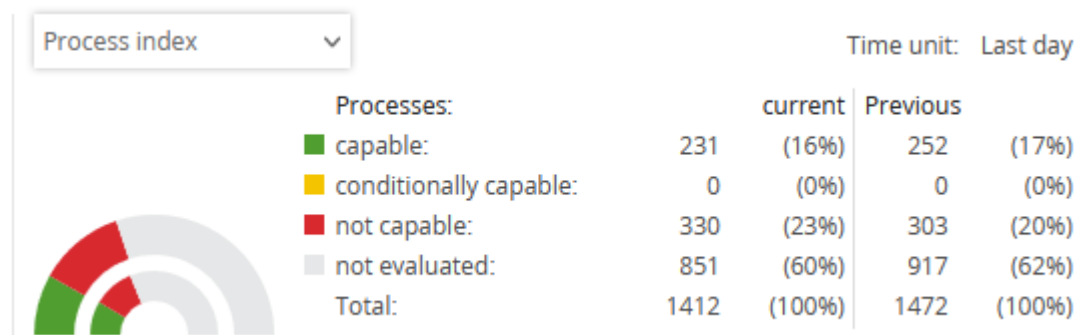 Process index
Time unit: Last day
Processes: current Previous
capable: 231 (16%) 252 (17%)
conditionally capable: 0 (0%) 0 (0%)
not capable: 330 (23%) 303 (20%)
not evaluated: 851 (60%) 917 (62%)
Total: 1412 (100%) 1472 (100%)